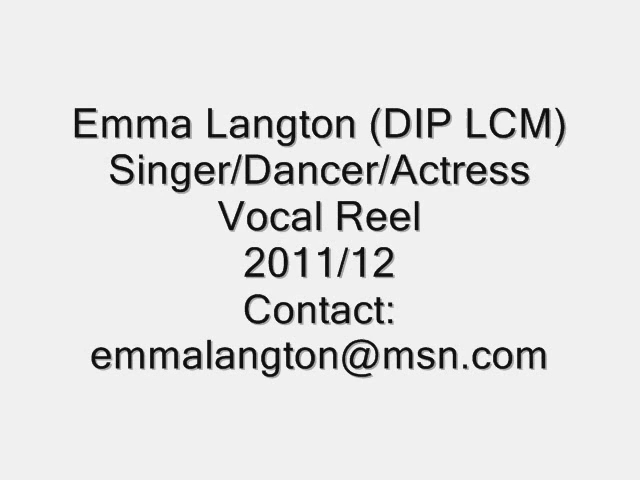 Emma Langton (DIP LCM)
Singer/Dancer/Actress
Vocal Reel
2011/12
Contact:
emmalangton@msn.com